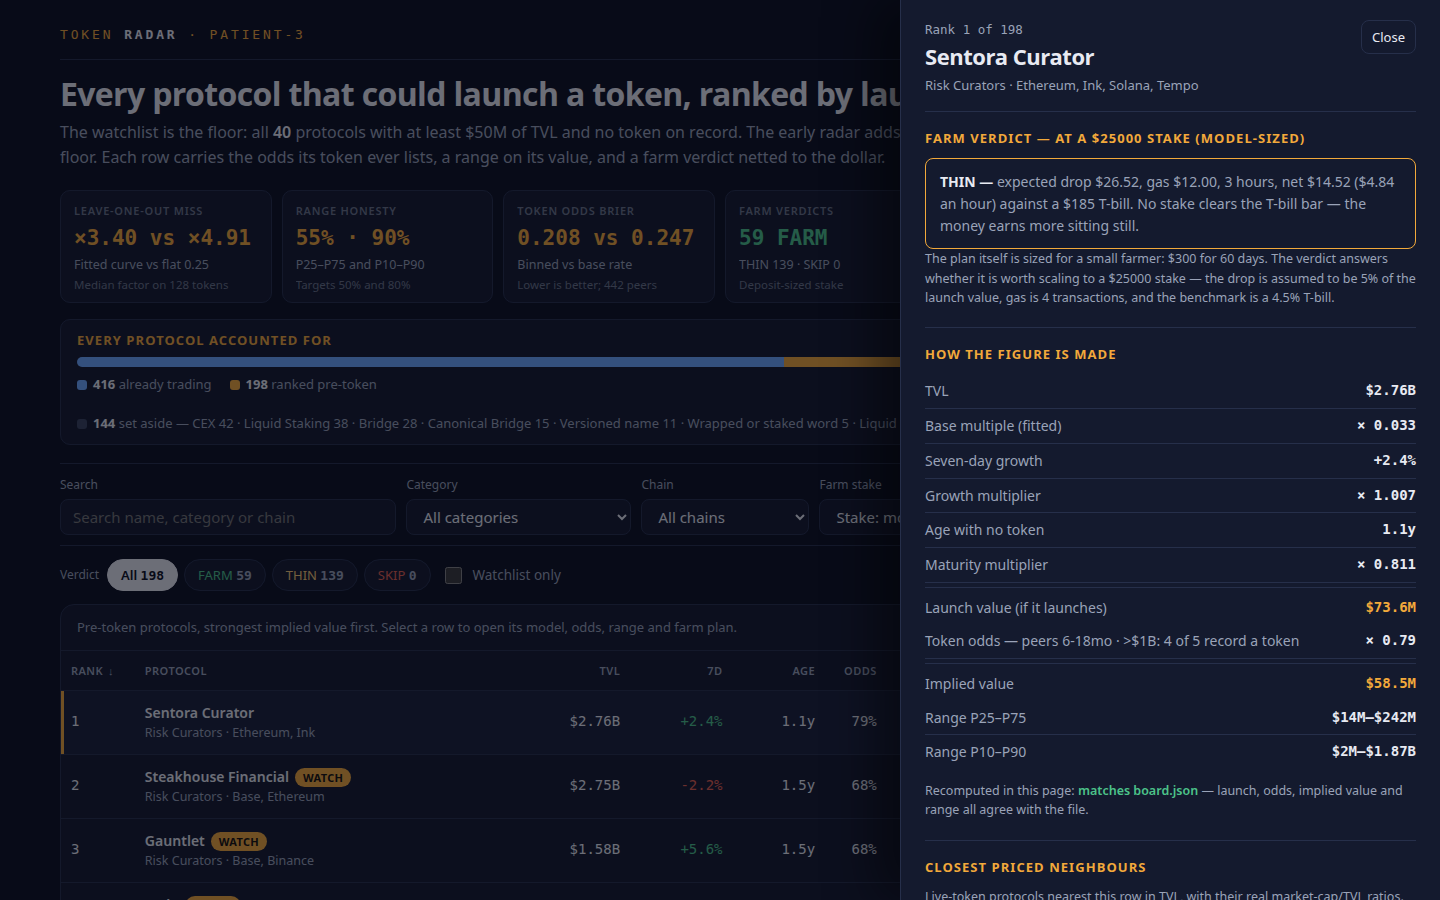 TOKEN RADAR · PATIENT-3
Every protocol that could launch a token, ranked by lau
The watchlist is the floor: all 40 protocols with at least $50M of TVL and no token on record. The early radar adds
floor. Each row carries the odds its token ever lists, a range on its value, and a farm verdict netted to the dollar.
LEAVE-ONE-OUT MISS
×3.40 vs ×4.91
Fitted curve vs flat 0.25
Median factor on 128 tokens
RANGE HONESTY
55% · 90%
P25–P75 and P10–P90
Targets 50% and 80%
TOKEN ODDS BRIER
0.208 vs 0.247
Binned vs base rate
Lower is better; 442 peers
FARM VERDICTS
59 FARM
THIN 139 · SKIP 0
Deposit-sized stake
EVERY PROTOCOL ACCOUNTED FOR
416 already trading 198 ranked pre-token
144 set aside — CEX 42 · Liquid Staking 38 · Bridge 28 · Canonical Bridge 15 · Versioned name 11 · Wrapped or staked word 5 · Liquid
Search Category Chain Farm stake
Search name, category or chain All categories All chains Stake: mo
Verdict All 198 FARM 59 THIN 139 SKIP 0 Watchlist only
Pre-token protocols, strongest implied value first. Select a row to open its model, odds, range and farm plan.
RANK ↓ PROTOCOL TVL 7D AGE ODDS
1 Sentora Curator $2.76B +2.4% 1.1y 79%
Risk Curators · Ethereum, Ink
2 Steakhouse Financial WATCH $2.75B -2.2% 1.5y 68%
Risk Curators · Base, Ethereum
3 Gauntlet WATCH $1.58B +5.6% 1.5y 68%
Risk Curators · Base, Binance
Rank 1 of 198
Close
Sentora Curator
Risk Curators · Ethereum, Ink, Solana, Tempo
FARM VERDICT — AT A $25000 STAKE (MODEL-SIZED)
THIN — expected drop $26.52, gas $12.00, 3 hours, net $14.52 ($4.84
an hour) against a $185 T-bill. No stake clears the T-bill bar — the
money earns more sitting still.
The plan itself is sized for a small farmer: $300 for 60 days. The verdict answers
whether it is worth scaling to a $25000 stake — the drop is assumed to be 5% of the
launch value, gas is 4 transactions, and the benchmark is a 4.5% T-bill.
HOW THE FIGURE IS MADE
TVL $2.76B
Base multiple (fitted) × 0.033
Seven-day growth +2.4%
Growth multiplier × 1.007
Age with no token 1.1y
Maturity multiplier × 0.811
Launch value (if it launches) $73.6M
Token odds — peers 6-18mo · >$1B: 4 of 5 record a token × 0.79
Implied value $58.5M
Range P25–P75 $14M–$242M
Range P10–P90 $2M–$1.87B
Recomputed in this page: matches board.json — launch, odds, implied value and
range all agree with the file.
CLOSEST PRICED NEIGHBOURS
Live-token protocols nearest this row in TVL, with their real market-cap/TVL ratios.